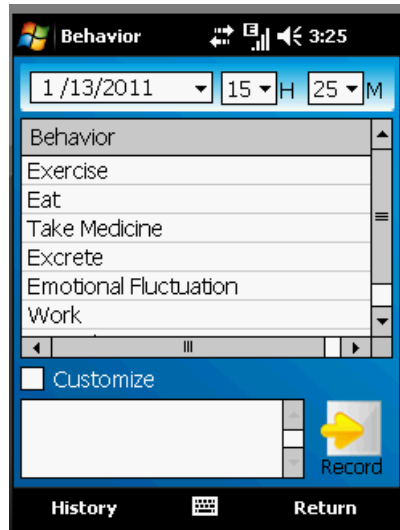 Behavior E 3:25
1 /13/2011 15 H 25 M
Behavior
Exercise
Eat
Take Medicine
Excrete
Emotional Fluctuation
Work
Customize
Record
History Return